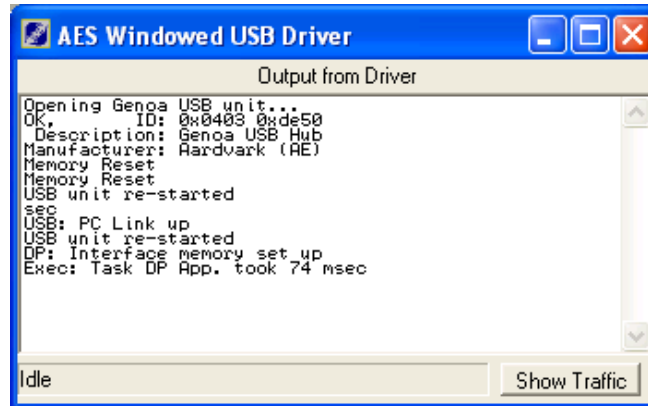 AES Windowed USB Driver
Output from Driver
Opening Genoa USB unit...
OK,       ID: 0x0403 0xde50
 Description: Genoa USB Hub
Manufacturer: Aardvark (AE)
Memory Reset
Memory Reset
USB unit re-started
sec
USB: PC Link up
USB unit re-started
DP: Interface memory set up
Exec: Task DP App. took 74 msec
Idle
Show Traffic